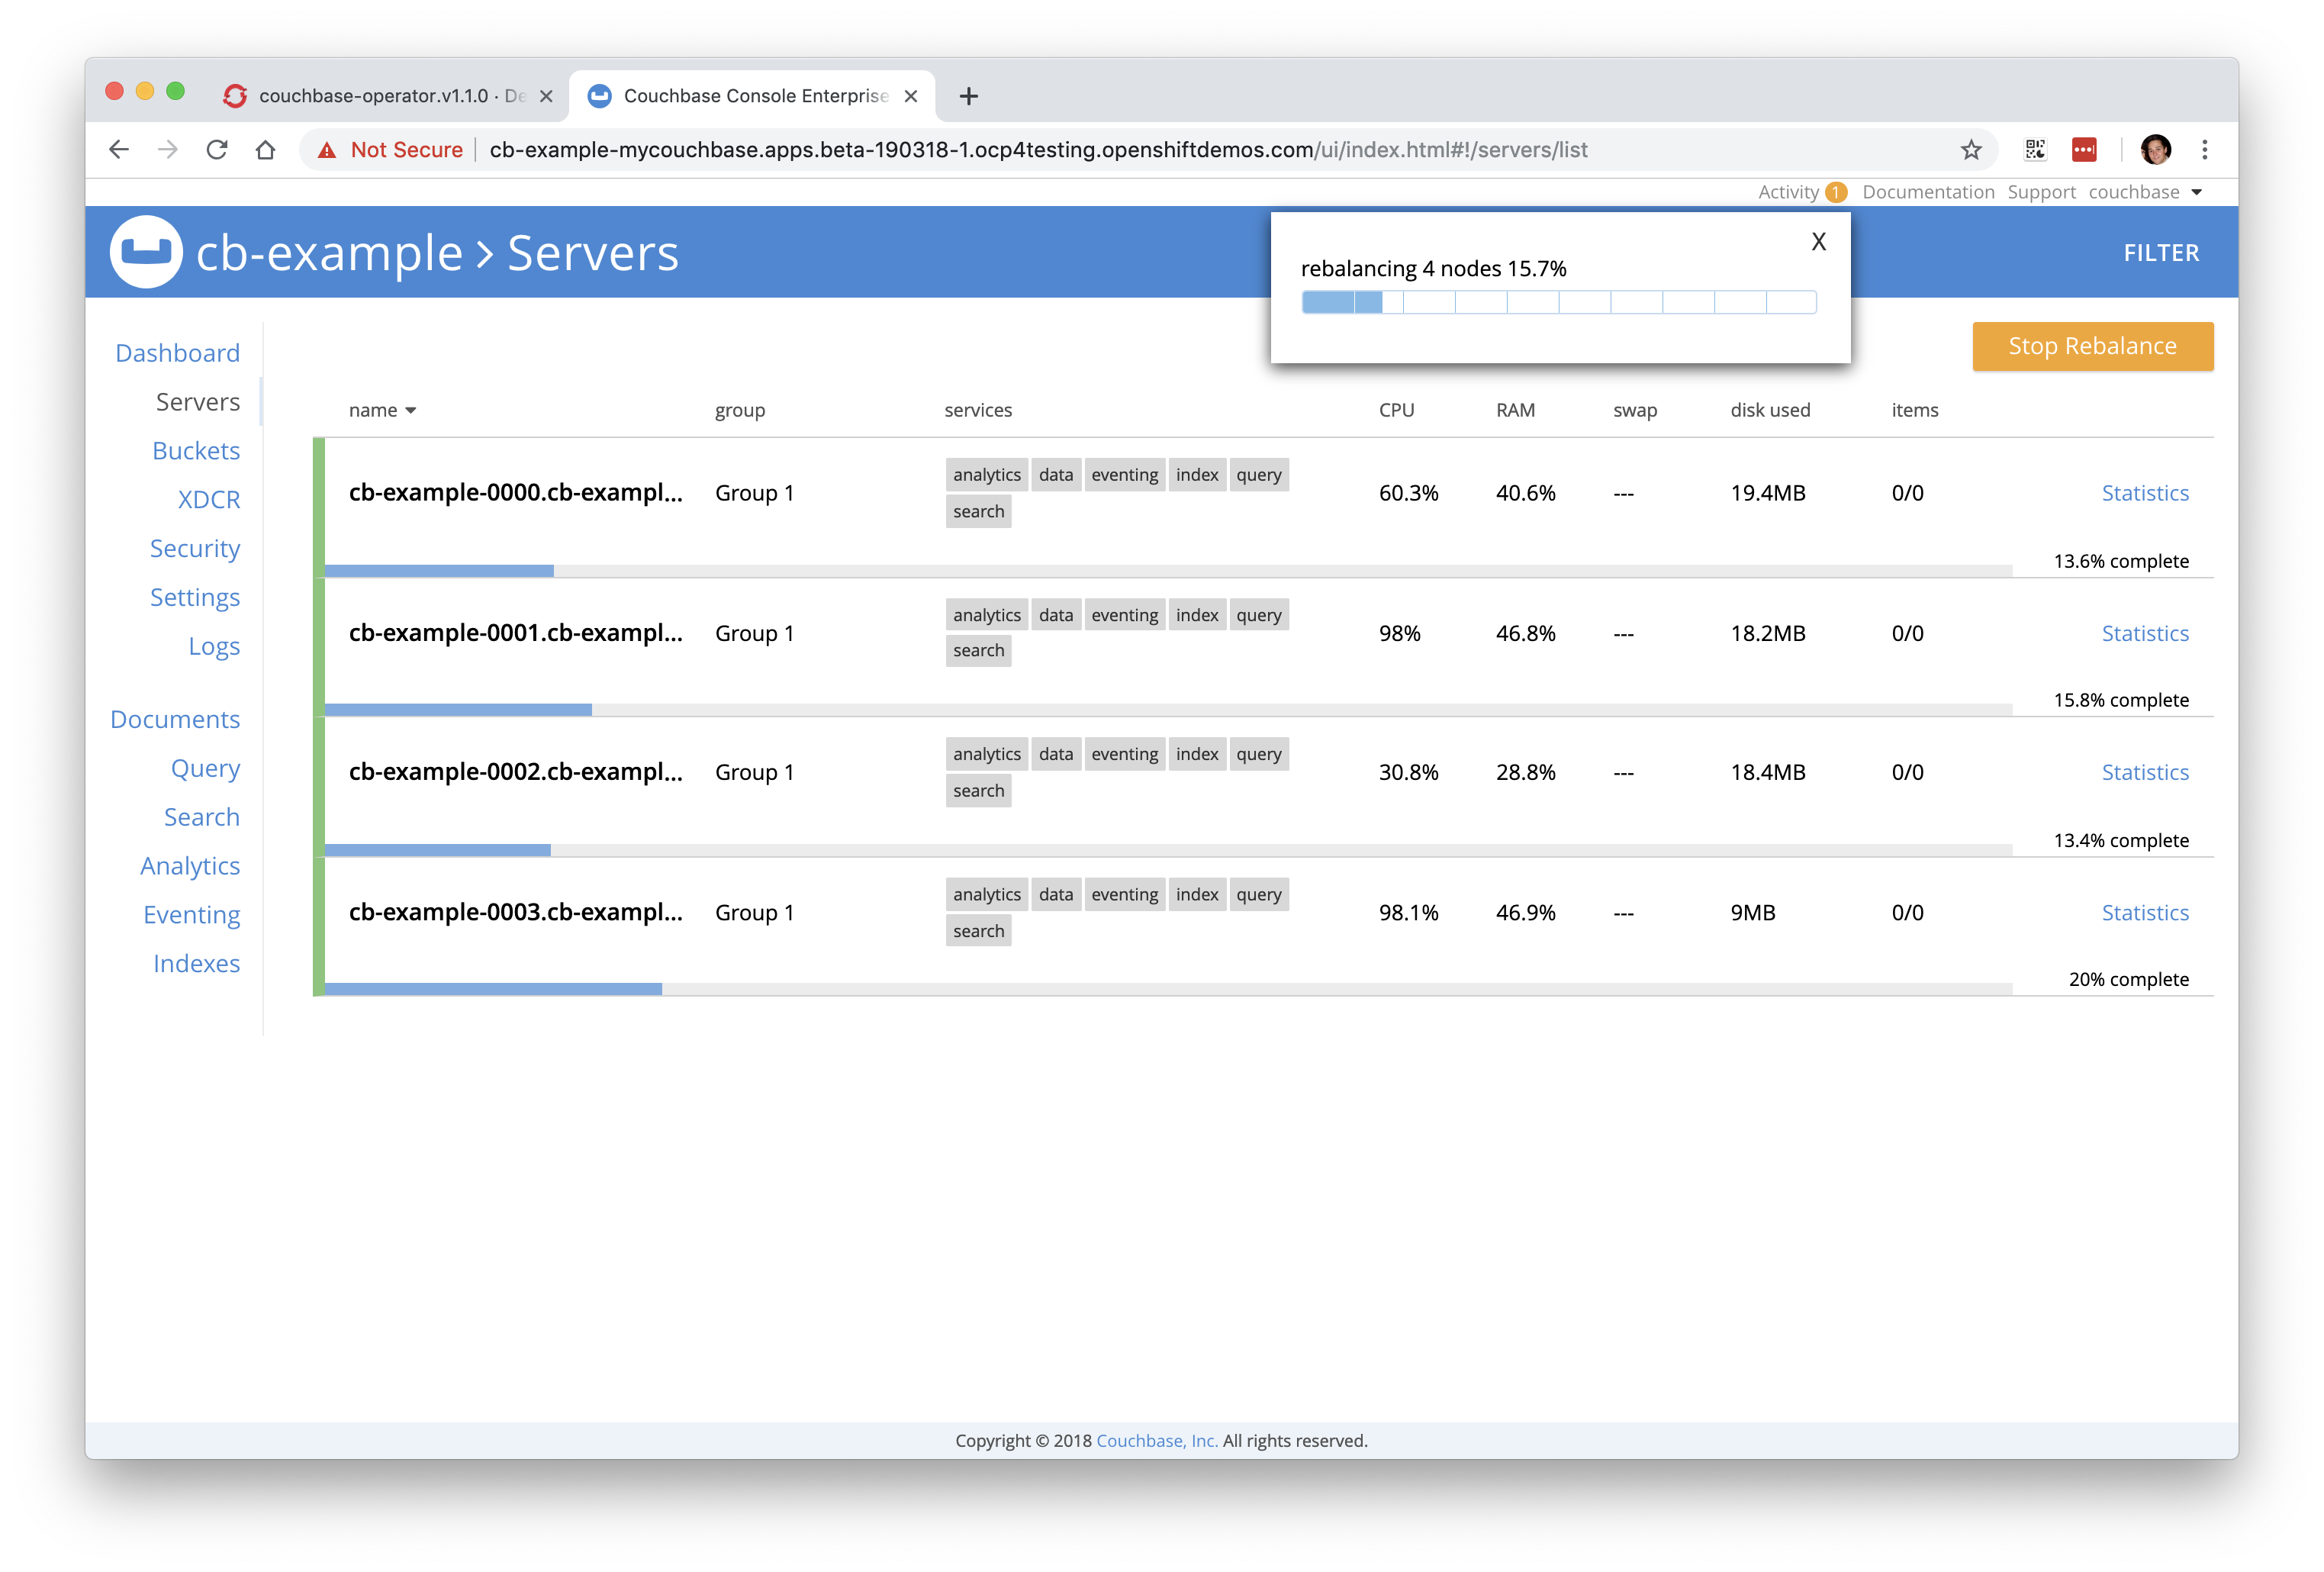 couchbase-operator.v1.1.0 · De
Couchbase Console Enterprise
Not Secure cb-example-mycouchbase.apps.beta-190318-1.ocp4testing.openshiftdemos.com/ui/index.html#!/servers/list
Activity 1 Documentation Support couchbase
cb-example > Servers
FILTER
X
rebalancing 4 nodes 15.7%
Stop Rebalance
Dashboard
Servers
Buckets
XDCR
Security
Settings
Logs
Documents
Query
Search
Analytics
Eventing
Indexes
name group services CPU RAM swap disk used items
analytics data eventing index query
cb-example-0000.cb-exampl... Group 1 60.3% 40.6% --- 19.4MB 0/0 Statistics
search
13.6% complete
analytics data eventing index query
cb-example-0001.cb-exampl... Group 1 98% 46.8% --- 18.2MB 0/0 Statistics
search
15.8% complete
analytics data eventing index query
cb-example-0002.cb-exampl... Group 1 30.8% 28.8% --- 18.4MB 0/0 Statistics
search
13.4% complete
analytics data eventing index query
cb-example-0003.cb-exampl... Group 1 98.1% 46.9% --- 9MB 0/0 Statistics
search
20% complete
Copyright © 2018 Couchbase, Inc. All rights reserved.